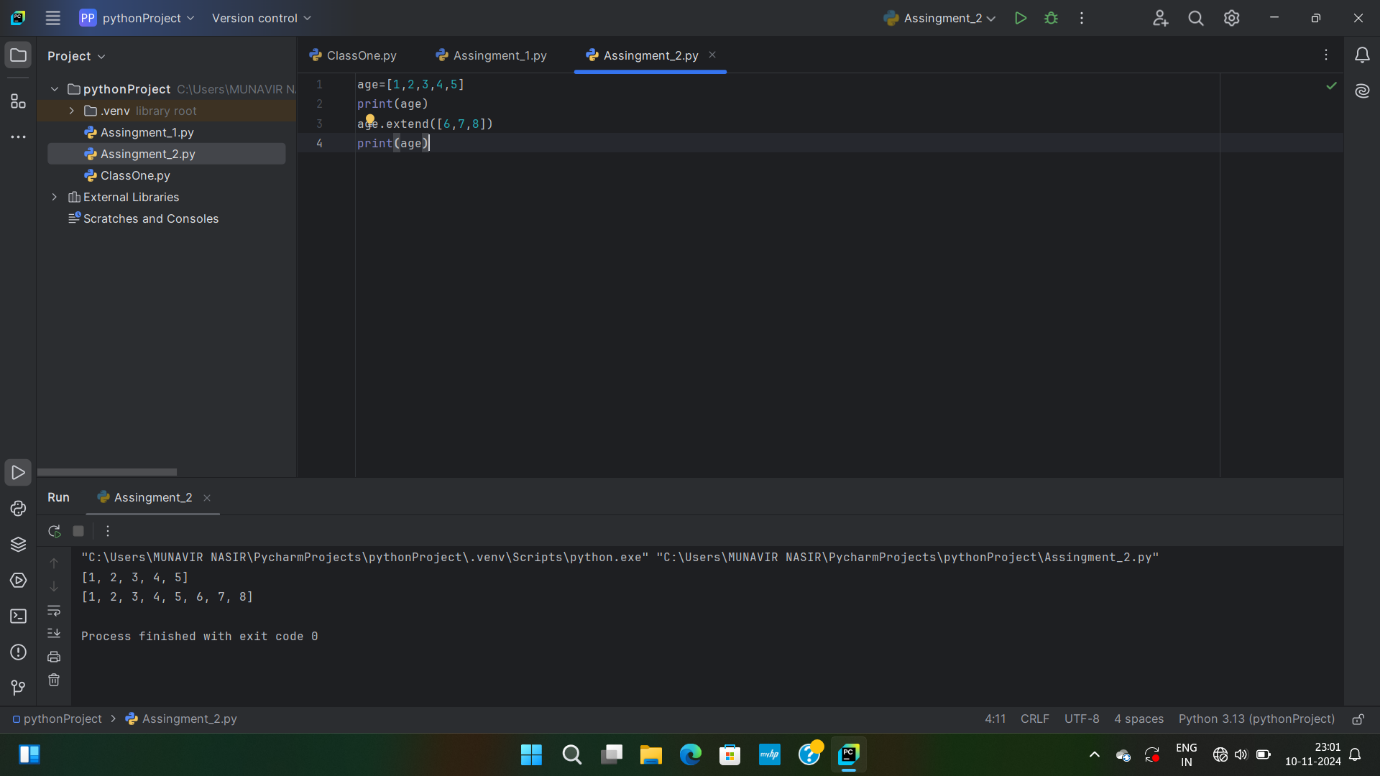 PP pythonProject Version control Assingment_2
Project
ClassOne.py Assingment_1.py Assingment_2.py
pythonProject C:\Users\MUNAVIR N
.venv library root
Assingment_1.py
Assingment_2.py
ClassOne.py
External Libraries
Scratches and Consoles
1 age=[1,2,3,4,5]
2 print(age)
3 age.extend([6,7,8])
4 print(age)
Run Assingment_2
"C:\Users\MUNAVIR NASIR\PycharmProjects\pythonProject\.venv\Scripts\python.exe" "C:\Users\MUNAVIR NASIR\PycharmProjects\pythonProject\Assingment_2.py"
[1, 2, 3, 4, 5]
[1, 2, 3, 4, 5, 6, 7, 8]
Process finished with exit code 0
pythonProject Assingment_2.py 4:11 CRLF UTF-8 4 spaces Python 3.13 (pythonProject)
ENG 23:01
IN 10-11-2024